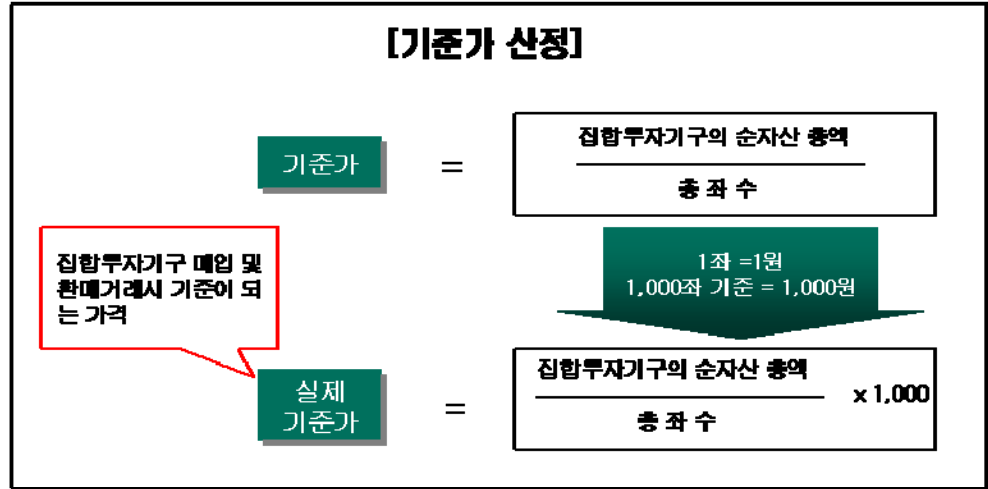 [기준가 산정]
기준가
=
집합투자기구의 순자산 총액
총 좌 수
집합투자기구 매입 및
환매거래시 기준이 되
는 가격
1좌 =1원
1,000좌 기준 = 1,000원
실제
기준가
=
집합투자기구의 순자산 총액
총 좌 수
x 1,000